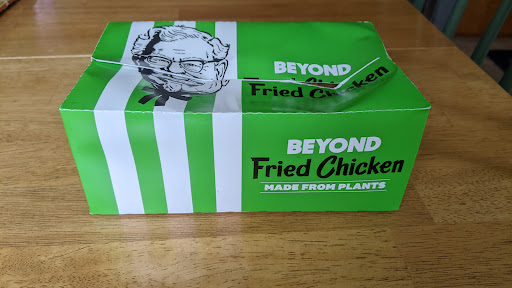 BEYOND
Fried Chicken
BEYOND
Fried Chicken
MADE FROM PLANTS